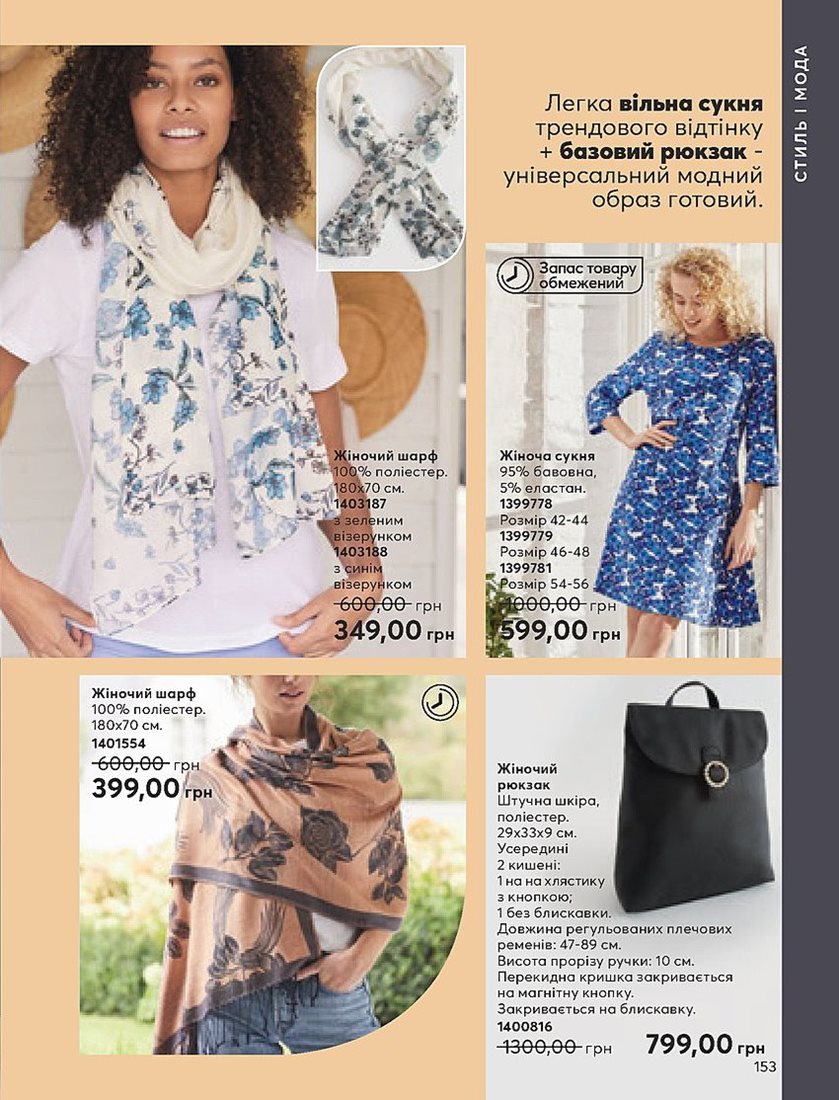 СТИЛЬ І МОДА
Легка вільна сукня
трендового відтінку
+ базовий рюкзак -
універсальний модний
образ готовий.
Жіночий шарф
100% поліестер.
180х70 см.
1403187
з зеленим
візерунком
1403188
з синім
візерунком
600,00 грн
349,00 грн
Запас товару
обмежений
Жіноча сукня
95% бавовна,
5% еластан.
1399778
Розмір 42-44
1399779
Розмір 46-48
1399781
Розмір 54-56
1000,00 грн
599,00 грн
Жіночий шарф
100% поліестер.
180х70 см.
1401554
600,00 грн
399,00 грн
Жіночий
рюкзак
Штучна шкіра,
поліестер.
29х33х9 см.
Усередині
2 кишені:
1 на на хлястику
з кнопкою;
1 без блискавки.
Довжина регульованих плечових
ременів: 47-89 см.
Висота прорізу ручки: 10 см.
Перекидна кришка закривається
на магнітну кнопку.
Закривається на блискавку.
1400816
1300,00 грн 799,00 грн
153